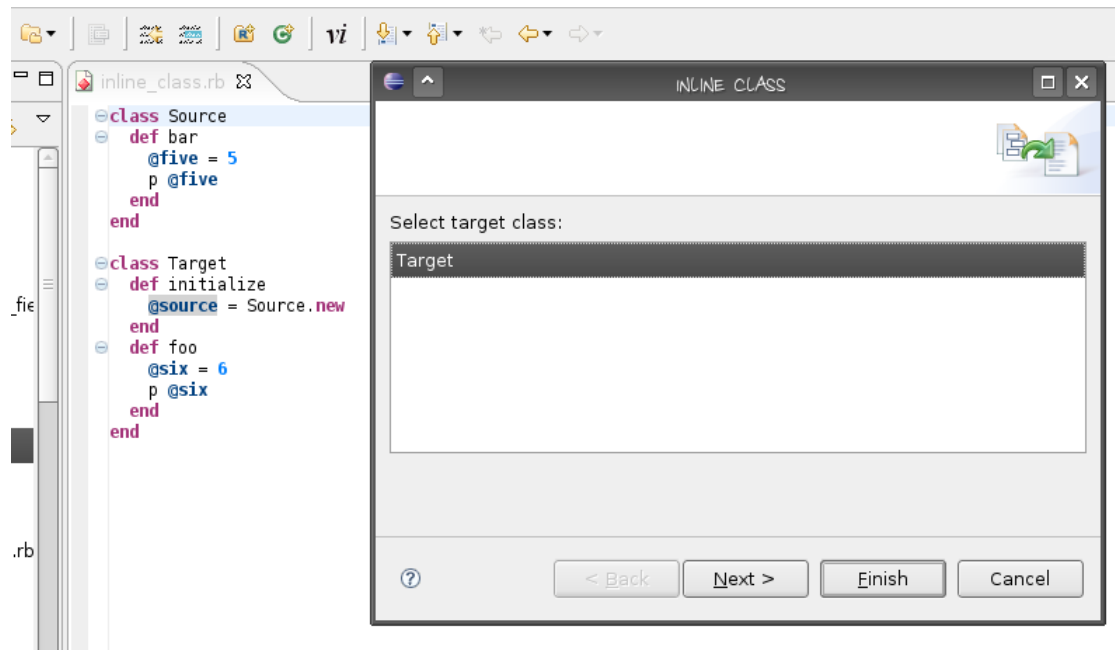 vi
inline_class.rb
class Source
def bar
@five = 5
p @five
end
end
class Target
def initialize
@source = Source.new
end
def foo
@six = 6
p @six
end
end
_fie
.rb
INLINE CLASS
Select target class:
Target
< Back
Next >
Finish
Cancel